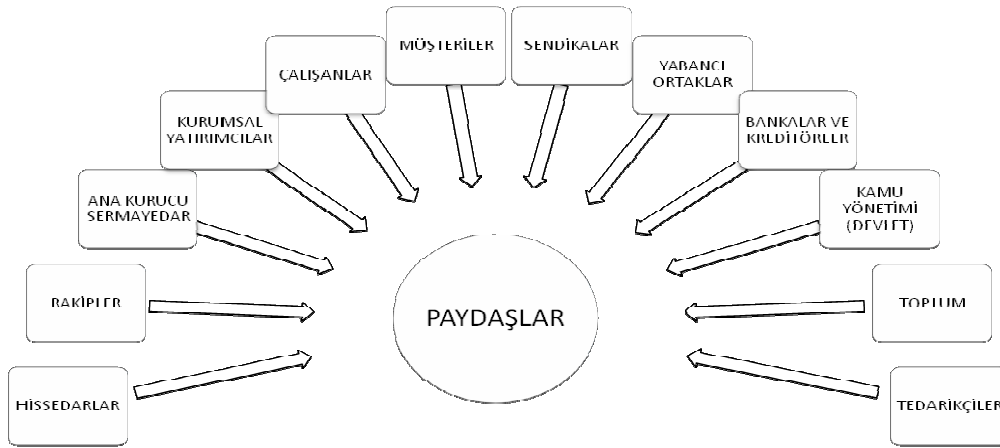 MÜŞTERİLER
SENDİKALAR
ÇALIŞANLAR
YABANCI
ORTAKLAR
KURUMSAL
YATIRIMCILAR
BANKALAR VE
KREDİTÖRLER
ANA KURUCU
SERMAYEDAR
KAMU
YÖNETİMİ
(DEVLET)
RAKİPLER
PAYDAŞLAR
TOPLUM
HİSSEDARLAR
TEDARİKÇİLER